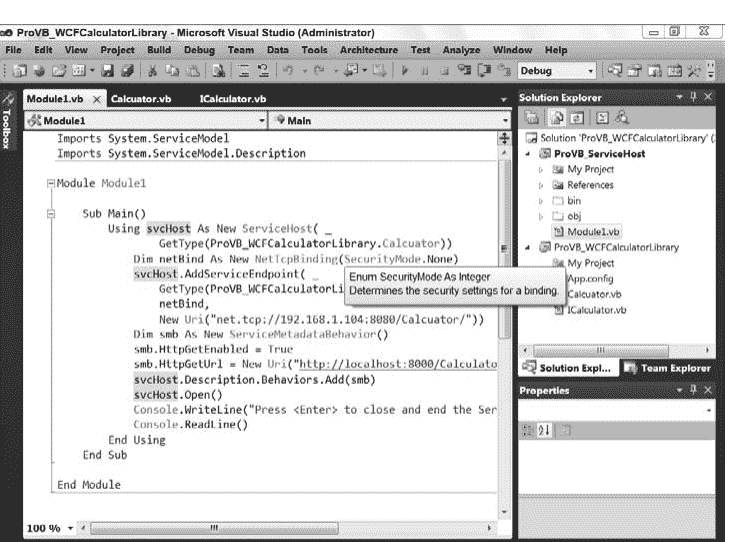 ProVB_WCFCalculatorLibrary - Microsoft Visual Studio (Administrator)
File Edit View Project Build Debug Team Data Tools Architecture Test Analyze Window Help
Debug
Toolbox
Module1.vb Calcuator.vb ICalculator.vb
Module1 Main
Imports System.ServiceModel
Imports System.ServiceModel.Description
Module Module1
Sub Main()
Using svcHost As New ServiceHost( _
GetType(ProVB_WCFCalculatorLibrary.Calcuator))
Dim netBind As New NetTcpBinding(SecurityMode.None)
svcHost.AddServiceEndpoint( _
GetType(ProVB_WCFCalculatorLi
netBind,
New Uri("net.tcp://192.168.1.104:8080/Calcuator/"))
Dim smb As New ServiceMetadataBehavior()
smb.HttpGetEnabled = True
smb.HttpGetUrl = New Uri("http://localhost:8000/Calculato
svcHost.Description.Behaviors.Add(smb)
svcHost.Open()
Console.WriteLine("Press <Enter> to close and end the Ser
Console.ReadLine()
End Using
End Sub
End Module
Enum SecurityMode As Integer
Determines the security settings for a binding.
100 %
Solution Explorer
Solution 'ProVB_WCFCalculatorLibrary' (
ProVB_ServiceHost
My Project
References
bin
obj
Module1.vb
ProVB_WCFCalculatorLibrary
My Project
App.config
Calcuator.vb
ICalculator.vb
Solution Expl... Team Explorer
Properties